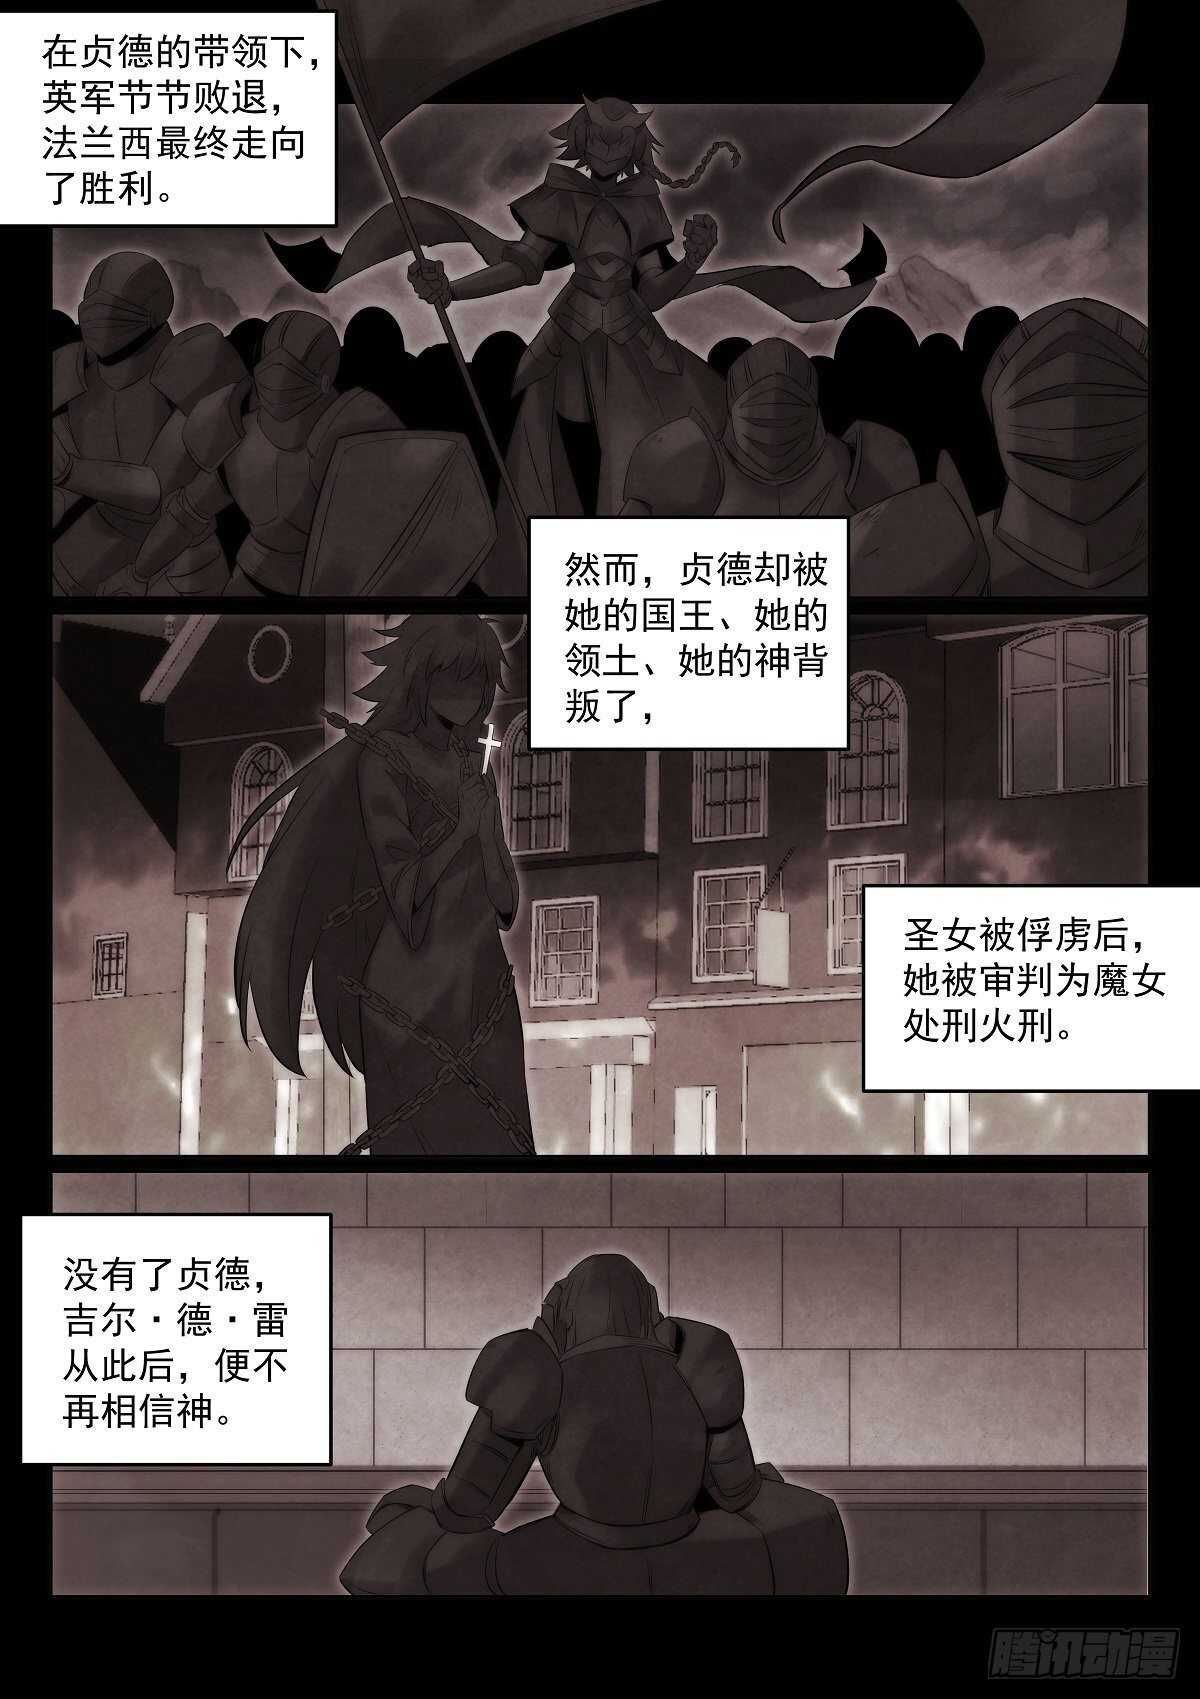 在贞德的带领下，
英军节节败退，
法兰西最终走向
了胜利。
然而，贞德却被
她的国王、她的
领土、她的神背
叛了，
圣女被俘虏后，
她被审判为魔女
处刑火刑。
没有了贞德，
吉尔·德·雷
从此后，便不
再相信神。
腾讯动漫